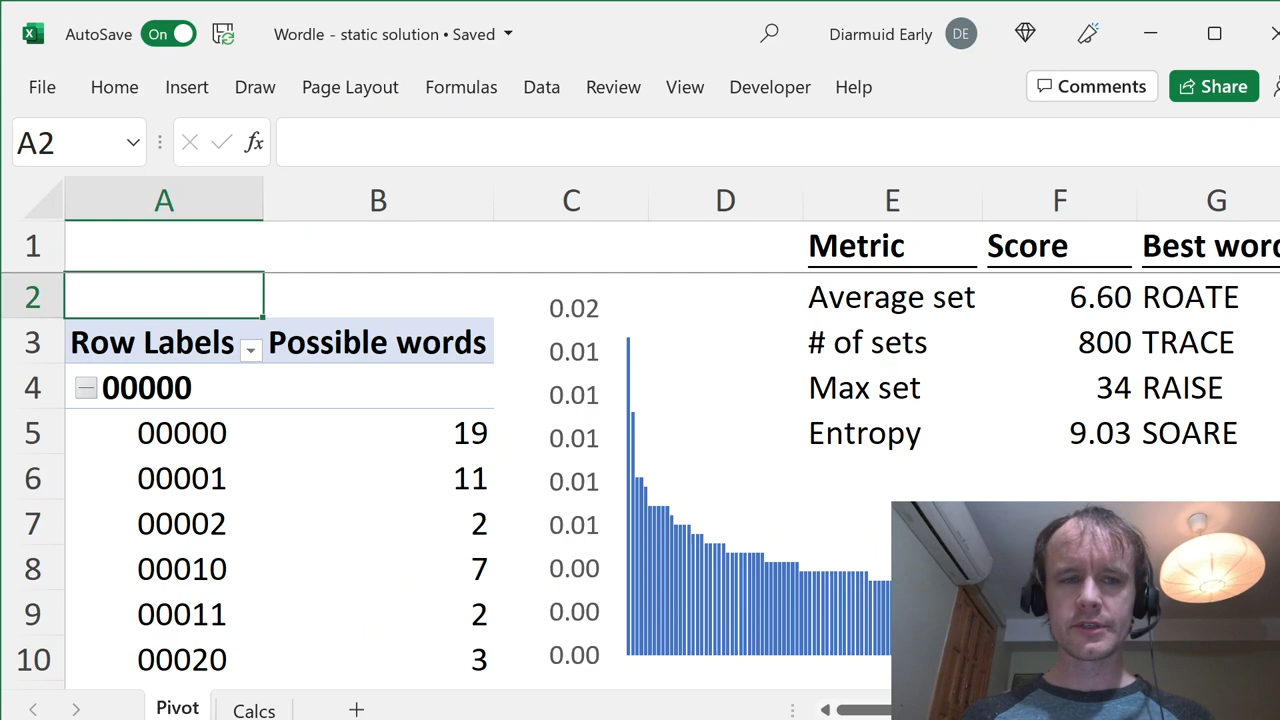 AutoSave On Wordle - static solution • Saved Diarmuid Early DE
File Home Insert Draw Page Layout Formulas Data Review View Developer Help Comments Share
A2 fx
A B C D E F G
1 Metric Score Best
2 0.02 Average set 6.60 ROATE
3 Row Labels Possible words 0.01 # of sets 800 TRACE
4 00000 0.01 Max set 34 RAISE
5 00000 19 0.01 Entropy 9.03 SOARE
6 00001 11 0.01
7 00002 2 0.01
8 00010 7 0.00
9 00011 2 0.00
10 00020 3 0.00
Pivot Calcs